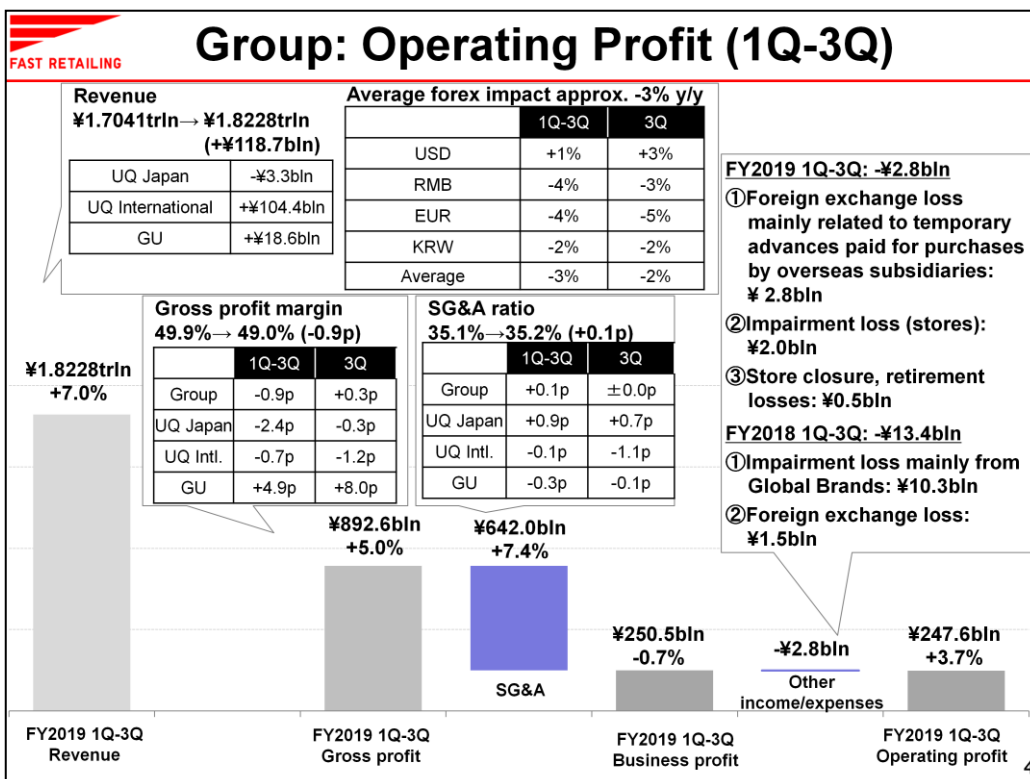 FAST RETAILING
Group: Operating Profit (1Q-3Q)
Revenue
¥1.7041trln→ ¥1.8228trln
(+¥118.7bln)
UQ Japan -¥3.3bln
UQ International +¥104.4bln
GU +¥18.6bln
Average forex impact approx. -3% y/y
1Q-3Q 3Q
USD +1% +3%
RMB -4% -3%
EUR -4% -5%
KRW -2% -2%
Average -3% -2%
FY2019 1Q-3Q: -¥2.8bln
①Foreign exchange loss
mainly related to temporary
advances paid for purchases
by overseas subsidiaries:
¥ 2.8bln
②Impairment loss (stores):
¥2.0bln
③Store closure, retirement
losses: ¥0.5bln
FY2018 1Q-3Q: -¥13.4bln
①Impairment loss mainly from
Global Brands: ¥10.3bln
②Foreign exchange loss:
¥1.5bln
Gross profit margin
49.9%→ 49.0% (-0.9p)
1Q-3Q 3Q
Group -0.9p +0.3p
UQ Japan -2.4p -0.3p
UQ Intl. -0.7p -1.2p
GU +4.9p +8.0p
SG&A ratio
35.1%→35.2% (+0.1p)
1Q-3Q 3Q
Group +0.1p ±0.0p
UQ Japan +0.9p +0.7p
UQ Intl. -0.1p -1.1p
GU -0.3p -0.1p
¥1.8228trln
+7.0%
¥892.6bln
+5.0%
¥642.0bln
+7.4%
SG&A
¥250.5bln
-0.7%
-¥2.8bln
Other
income/expenses
¥247.6bln
+3.7%
FY2019 1Q-3Q
Revenue
FY2019 1Q-3Q
Gross profit
FY2019 1Q-3Q
Business profit
FY2019 1Q-3Q
Operating profit
4